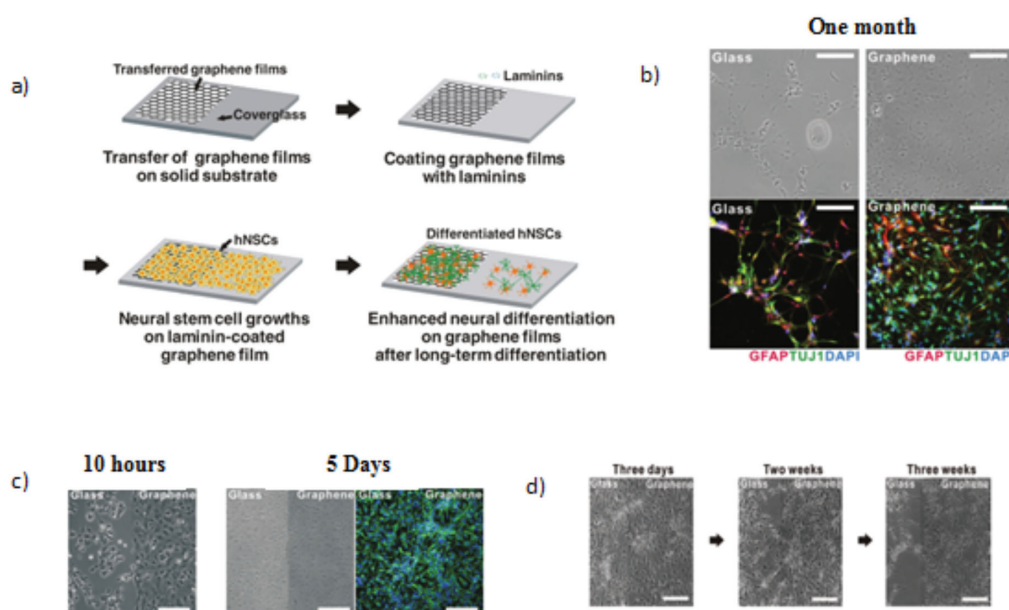 One month
a)
Transferred graphene films
Coverglass
Transfer of graphene films
on solid substrate
Laminins
Coating graphene films
with laminins
hNSCs
Neural stem cell growths
on laminin-coated
graphene film
Differentiated hNSCs
Enhanced neural differentiation
on graphene films
after long-term differentiation
b)
Glass
Graphene
Glass
Graphene
GFAPTUJ1DAPI
GFAPTUJ1DAPI
c)
10 hours
5 Days
Glass Graphene
Glass Graphene
Glass Graphene
d)
Three days
Two weeks
Three weeks
Glass Graphene
Glass Graphene
Glass Graphene